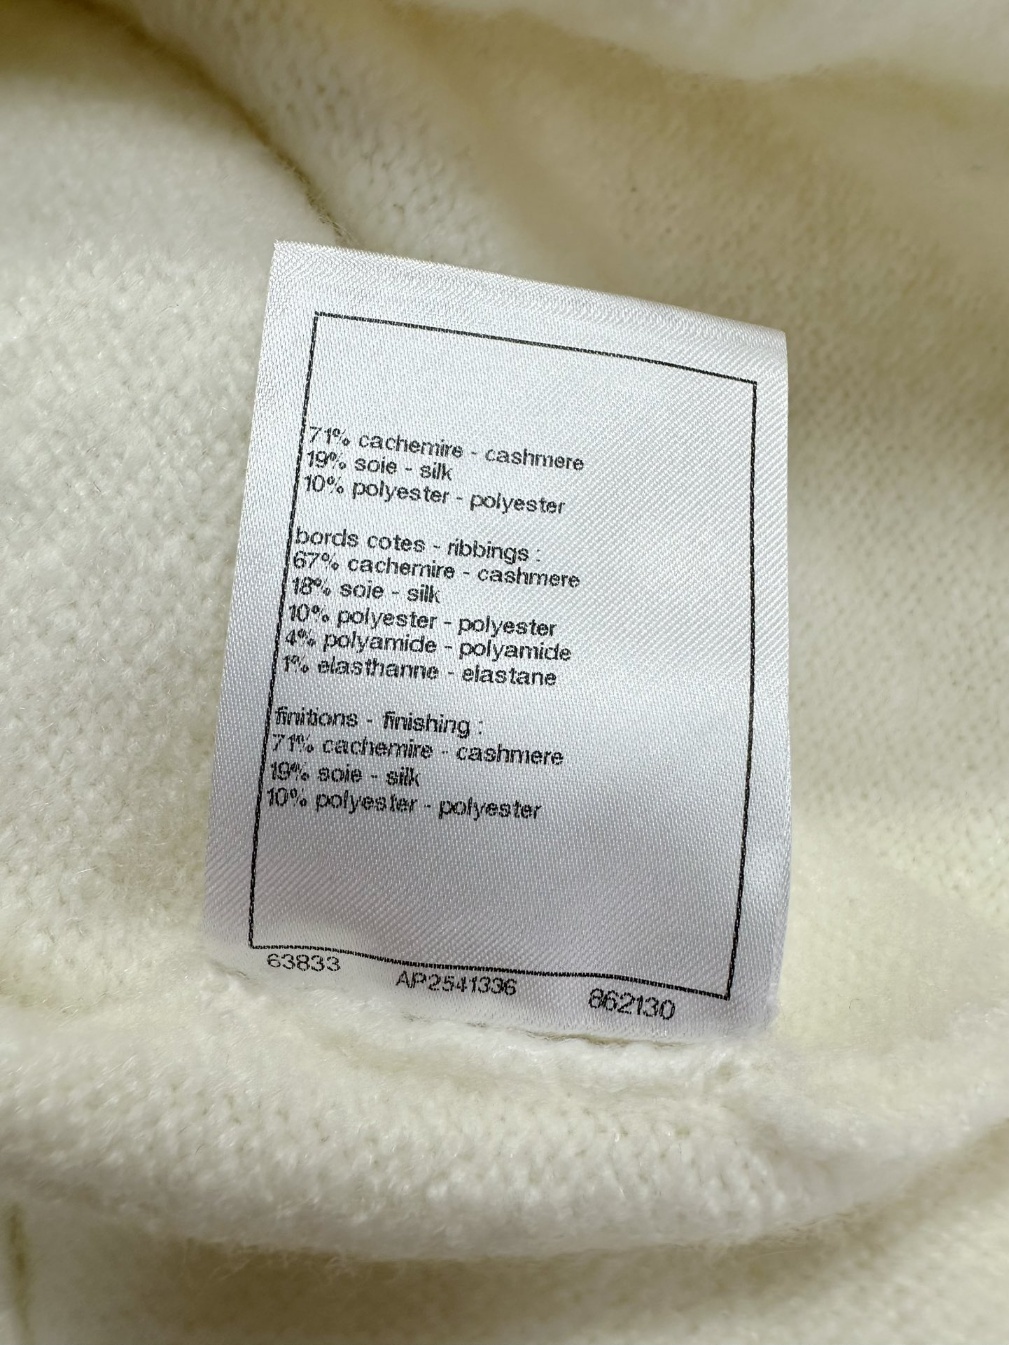 71% cachemire - cashmere
19% soie - silk
10% polyester - polyester
bords cotes - ribbings :
67% cachemire - cashmere
18% soie - silk
10% polyester - polyester
4% polyamide - polyamide
1% elasthanne - elastane
finitions - finishing :
71% cachemire - cashmere
19% soie - silk
10% polyester - polyester
63833 AP2541336 862130